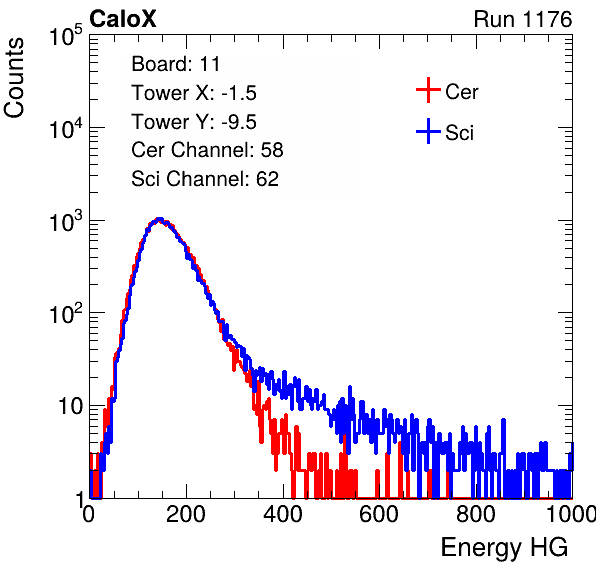 CaloX Run 1176
Counts
Board: 11
Tower X: -1.5
Tower Y: -9.5
Cer Channel: 58
Sci Channel: 62
Cer
Sci
10^5
10^4
10^3
10^2
10
1
0 200 400 600 800 1000
Energy HG